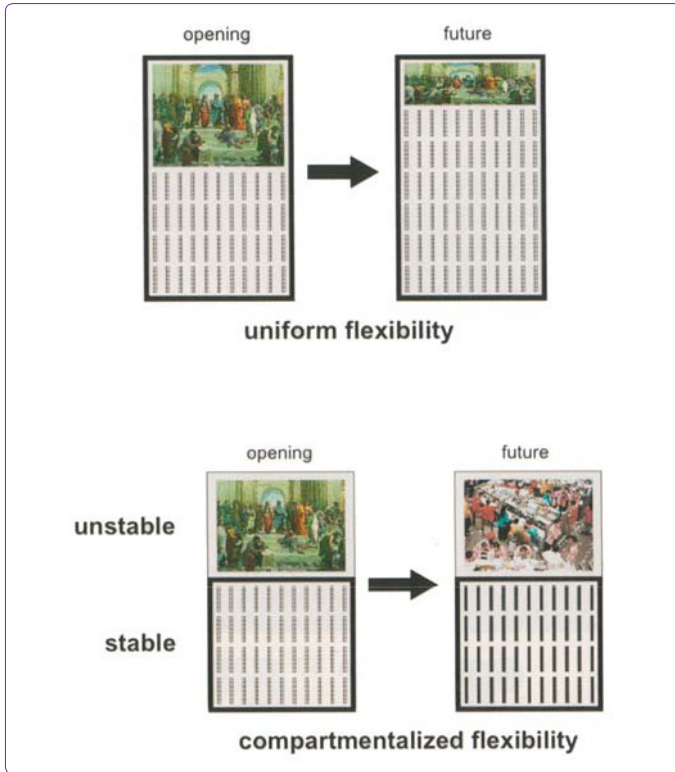 opening future
uniform flexibility
opening future
unstable
stable
compartmentalized flexibility